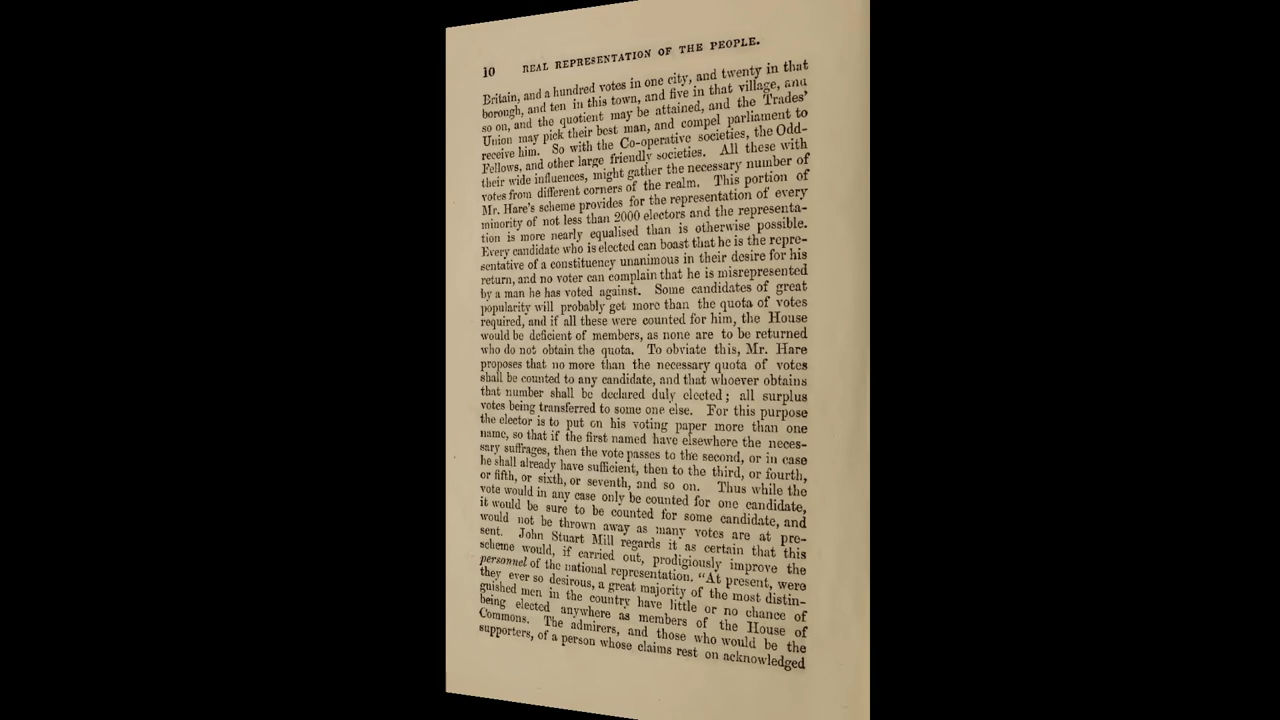 10 REAL REPRESENTATION OF THE PEOPLE.
Britain, and a hundred votes in one city, and twenty in that
borough, and ten in this town, and five in that village, and
so on, and the quotient may be attained, and the Trades'
Union may pick their best man, and compel parliament to
receive him. So with the Co-operative societies, the Odd-
Fellows, and other large friendly societies. All these with
their wide influences, might gather the necessary number of
votes from different corners of the realm. This portion of
Mr. Hare's scheme provides for the representation of every
minority of not less than 2000 electors and the representa-
tion is more nearly equalised than is otherwise possible.
Every candidate who is elected can boast that he is the repre-
sentative of a constituency unanimous in their desire for his
return, and no voter can complain that he is misrepresented
by a man he has voted against. Some candidates of great
popularity will probably get more than the quota of votes
required, and if all these were counted for him, the House
would be deficient of members, as none are to be returned
who do not obtain the quota. To obviate this, Mr. Hare
proposes that no more than the necessary quota of votes
shall be counted to any candidate, and that whoever obtains
that number shall be declared duly elected; all surplus
votes being transferred to some one else. For this purpose
the elector is to put on his voting paper more than one
name, so that if the first named have elsewhere the neces-
sary suffrages, then the vote passes to the second, or in case
he shall already have sufficient, then to the third, or fourth,
or fifth, or sixth, or seventh, and so on. Thus while the
vote would in any case only be counted for one candidate,
it would be sure to be counted for some candidate, and
would not be thrown away as many votes are at pre-
sent. John Stuart Mill regards it as certain that this
scheme would, if carried out, prodigiously improve the
personnel of the national representation. "At present, were
they ever so desirous, a great majority of the most distin-
guished men in the country have little or no chance of
being elected anywhere as members of the House of
Commons. The admirers, and those who would be the
supporters, of a person whose claims rest on acknowledged